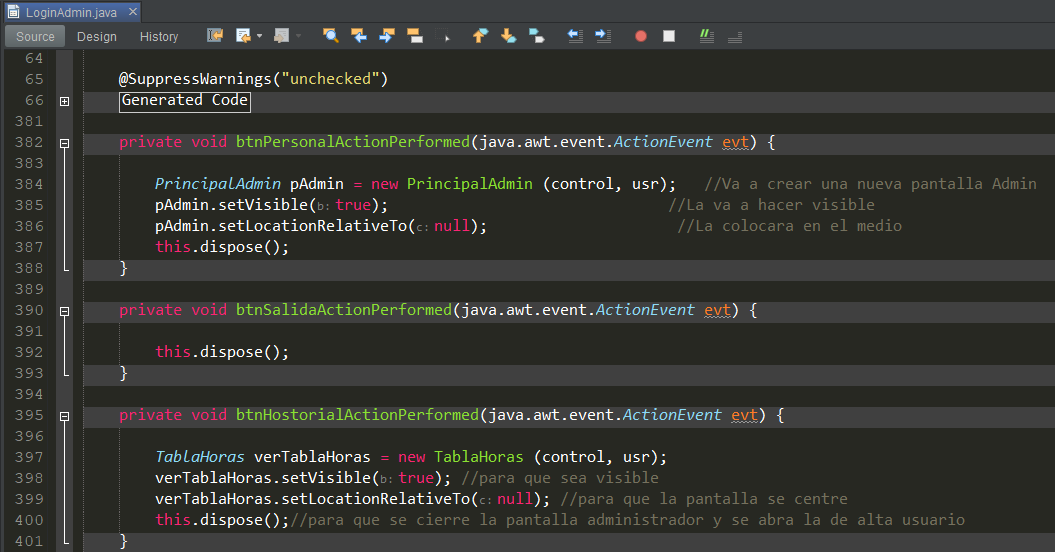 LoginAdmin.java ×
Source Design History
64
65 @SuppressWarnings("unchecked")
66 Generated Code
381
382 private void btnPersonalActionPerformed(java.awt.event.ActionEvent evt) {
383
384 PrincipalAdmin pAdmin = new PrincipalAdmin (control, usr); //Va a crear una nueva pantalla Admin
385 pAdmin.setVisible(b: true); //La va a hacer visible
386 pAdmin.setLocationRelativeTo(c: null); //La colocara en el medio
387 this.dispose();
388 }
389
390 private void btnSalidaActionPerformed(java.awt.event.ActionEvent evt) {
391
392 this.dispose();
393 }
394
395 private void btnHostorialActionPerformed(java.awt.event.ActionEvent evt) {
396
397 TablaHoras verTablaHoras = new TablaHoras (control, usr);
398 verTablaHoras.setVisible(b: true); //para que sea visible
399 verTablaHoras.setLocationRelativeTo(c: null); //para que la pantalla se centre
400 this.dispose();//para que se cierre la pantalla administrador y se abra la de alta usuario
401 }